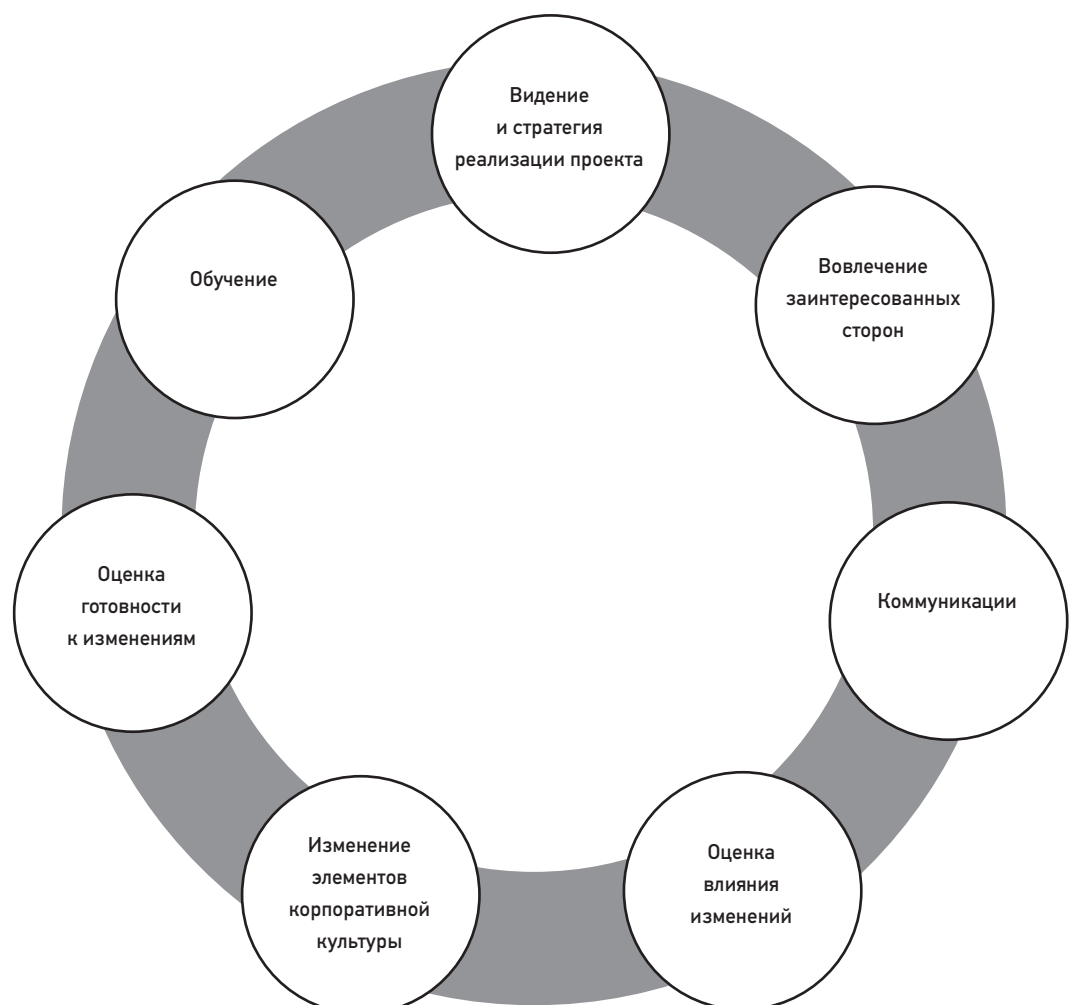 Видение
и стратегия
реализации проекта
Вовлечение
заинтересованных
сторон
Коммуникации
Оценка
влияния
изменений
Изменение
элементов
корпоративной
культуры
Оценка
готовности
к изменениям
Обучение